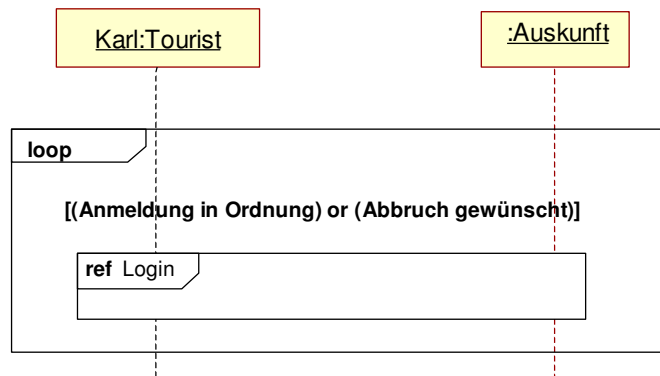 Karl:Tourist
:Auskunft
loop
[(Anmeldung in Ordnung) or (Abbruch gewünscht)]
ref Login